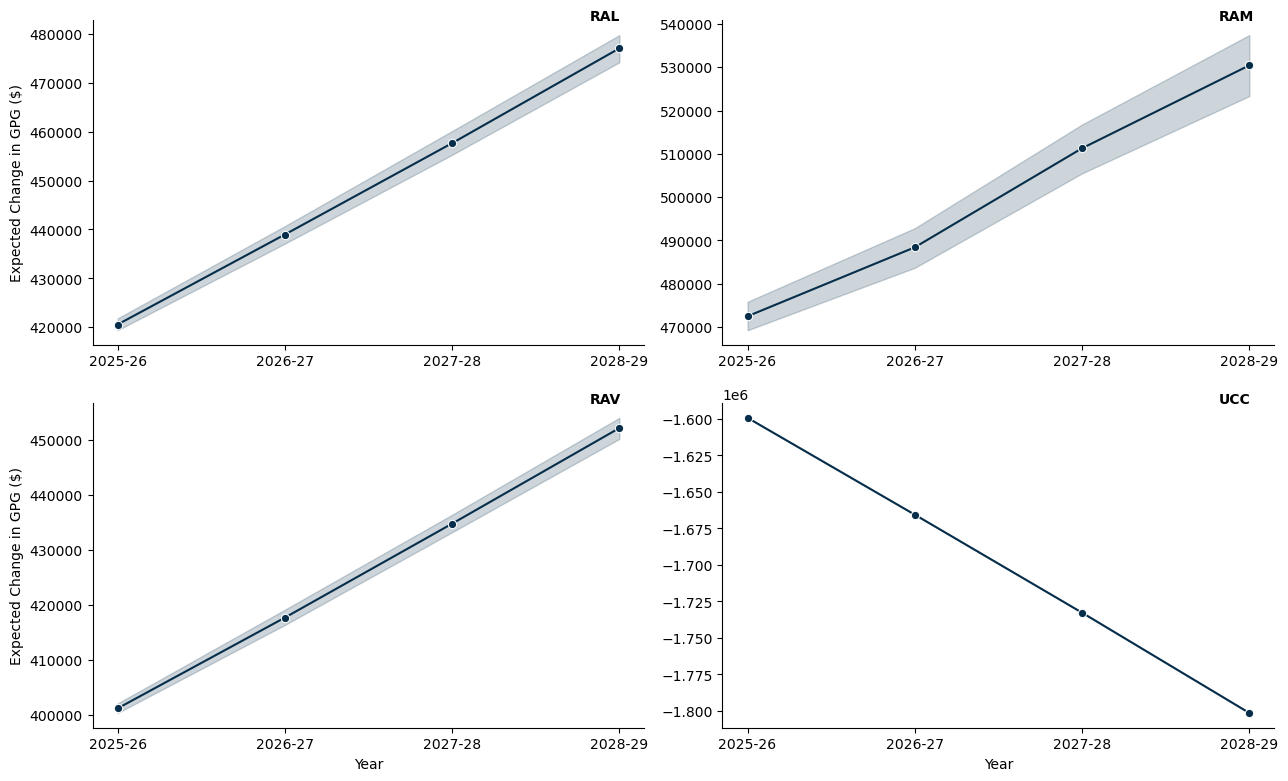 RAL
Expected Change in GPG ($)
480000
470000
460000
450000
440000
430000
420000
2025-26 2026-27 2027-28 2028-29
RAM
540000
530000
520000
510000
500000
490000
480000
470000
2025-26 2026-27 2027-28 2028-29
RAV
Expected Change in GPG ($)
450000
440000
430000
420000
410000
400000
2025-26 2026-27 2027-28 2028-29
Year
1e6
UCC
−1.600
−1.625
−1.650
−1.675
−1.700
−1.725
−1.750
−1.775
−1.800
2025-26 2026-27 2027-28 2028-29
Year